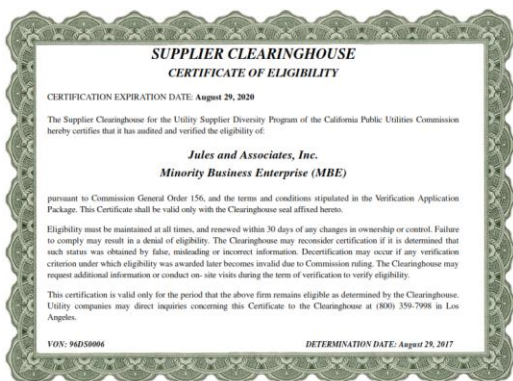 SUPPLIER CLEARINGHOUSE
CERTIFICATE OF ELIGIBILITY
CERTIFICATION EXPIRATION DATE: August 29, 2020
The Supplier Clearinghouse for the Utility Supplier Diversity Program of the California Public Utilities Commission
hereby certifies that it has audited and verified the eligibility of:
Jules and Associates, Inc.
Minority Business Enterprise (MBE)
pursuant to Commission General Order 156, and the terms and conditions stipulated in the Verification Application
Package. This Certificate shall be valid only with the Clearinghouse seal affixed hereto.
Eligibility must be maintained at all times, and renewed within 30 days of any changes in ownership or control. Failure
to comply may result in a denial of eligibility. The Clearinghouse may reconsider certification if it is determined that
such status was obtained by false, misleading or incorrect information. Decertification may occur if any verification
criterion under which eligibility was awarded later becomes invalid due to Commission ruling. The Clearinghouse may
request additional information or conduct on- site visits during the term of verification to verify eligibility.
This certification is valid only for the period that the above firm remains eligible as determined by the Clearinghouse.
Utility companies may direct inquiries concerning this Certificate to the Clearinghouse at (800) 359-7998 in Los
Angeles.
VON: 96DS0006 DETERMINATION DATE: August 29, 2017